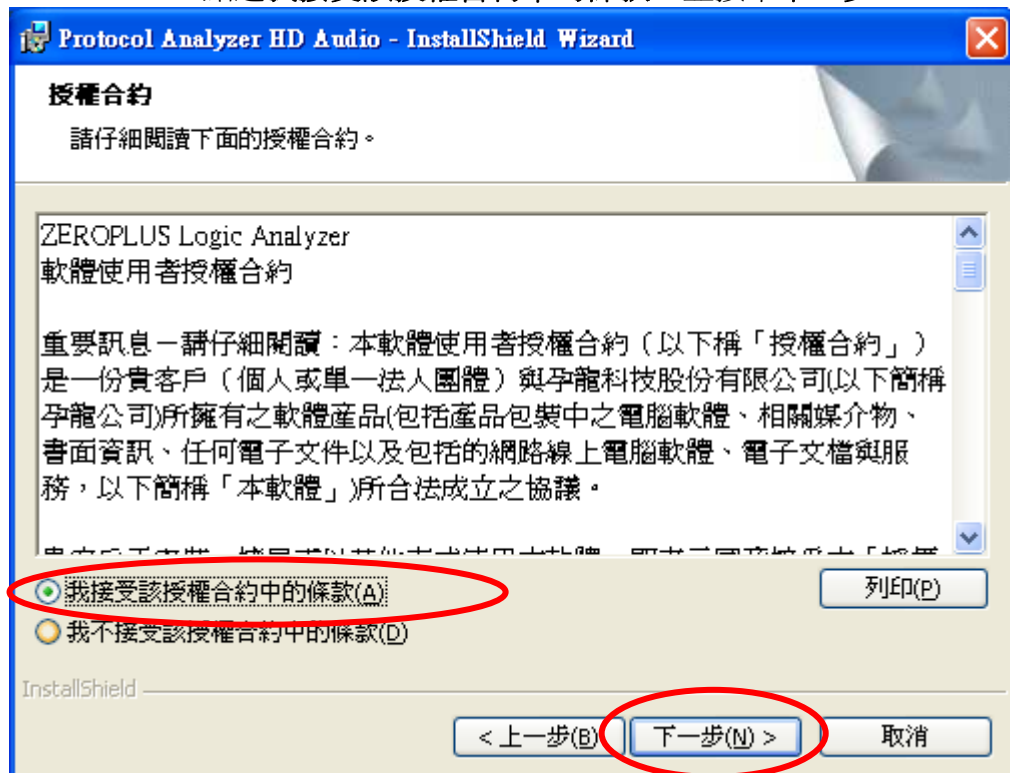 Protocol Analyzer HD Audio - InstallShield Wizard
授權合約
請仔細閱讀下面的授權合約。
ZEROPLUS Logic Analyzer
軟體使用者授權合約
重要訊息－請仔細閱讀：本軟體使用者授權合約（以下稱「授權合約」）
是一份貴客戶（個人或單一法人團體）與孕龍科技股份有限公司(以下簡稱
孕龍公司)所擁有之軟體產品(包括產品包裝中之電腦軟體、相關媒介物、
書面資訊、任何電子文件以及包括的網路線上電腦軟體、電子文檔與服
務，以下簡稱「本軟體」)所合法成立之協議。
我接受該授權合約中的條款(A)
列印(P)
我不接受該授權合約中的條款(D)
InstallShield
< 上一步(B)
下一步(N) >
取消